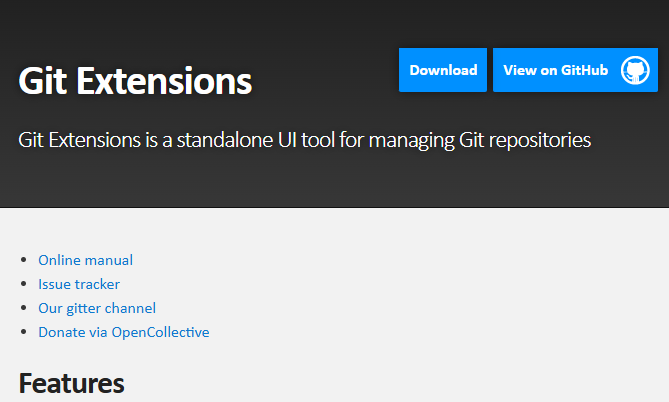 Git Extensions
Download
View on GitHub
Git Extensions is a standalone UI tool for managing Git repositories
Online manual
Issue tracker
Our gitter channel
Donate via OpenCollective
Features